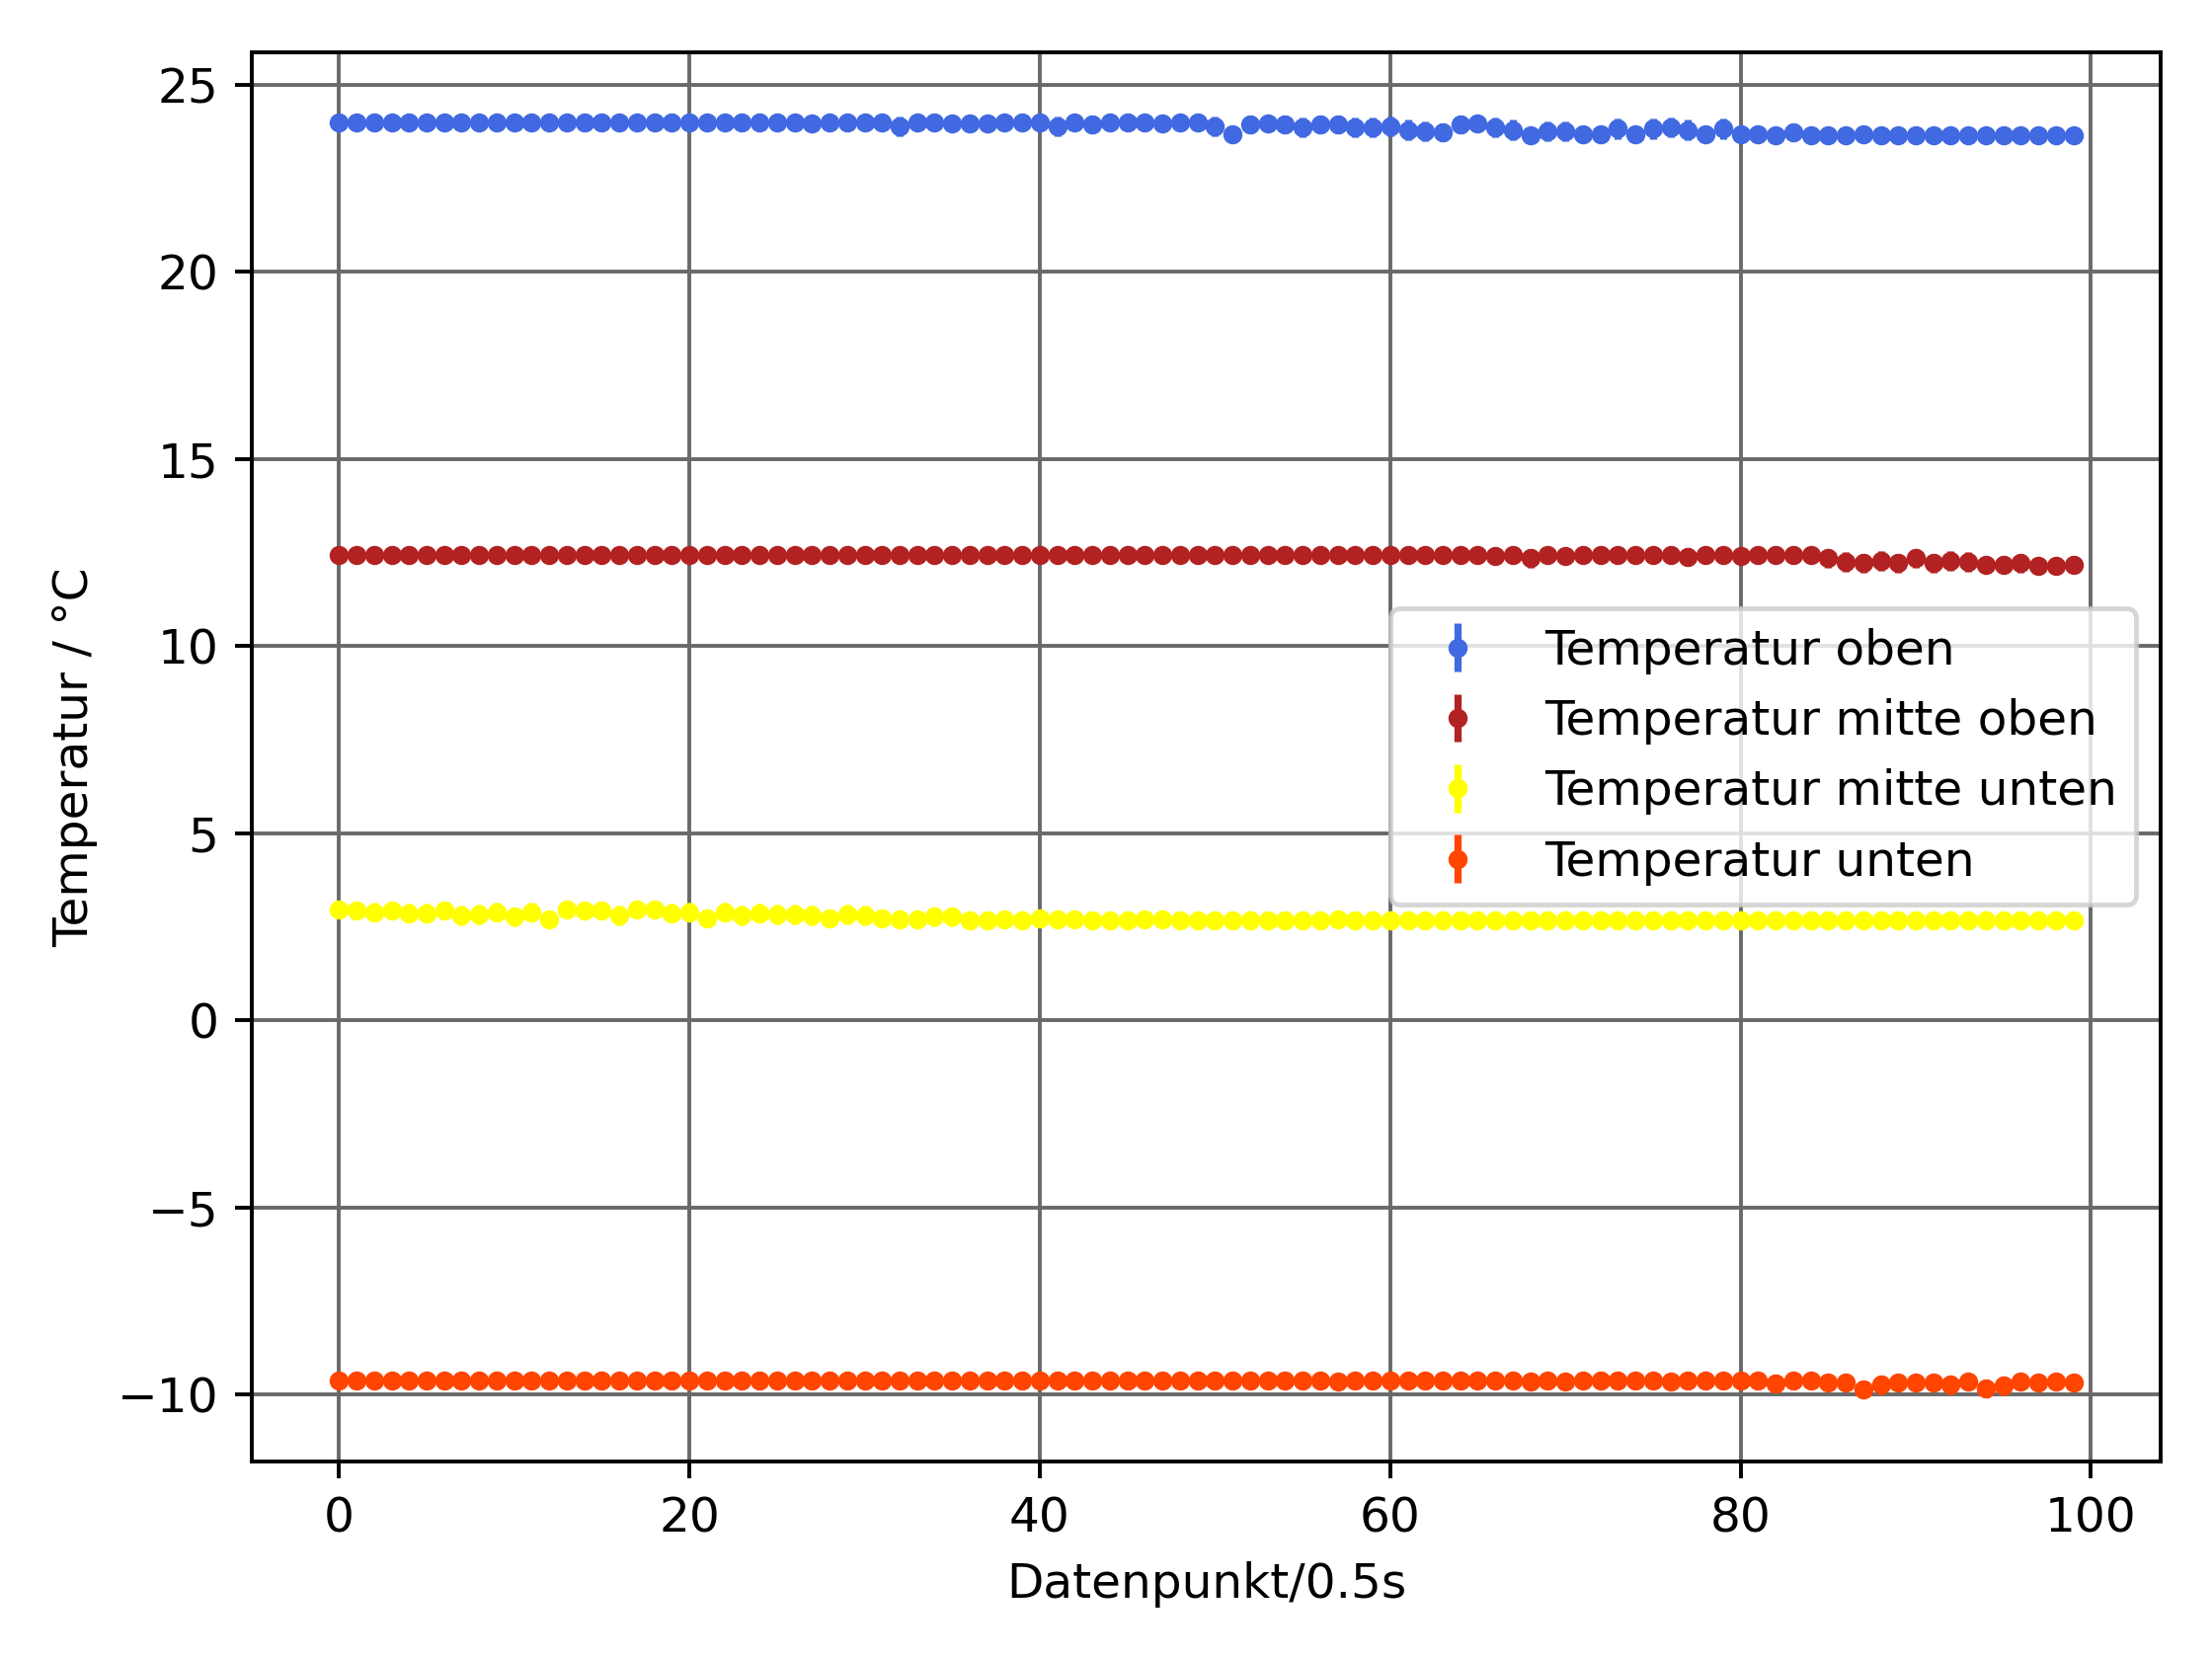 25
20
15
10
5
0
−5
−10
Temperatur / °C
Temperatur oben
Temperatur mitte oben
Temperatur mitte unten
Temperatur unten
0 20 40 60 80 100
Datenpunkt/0.5s